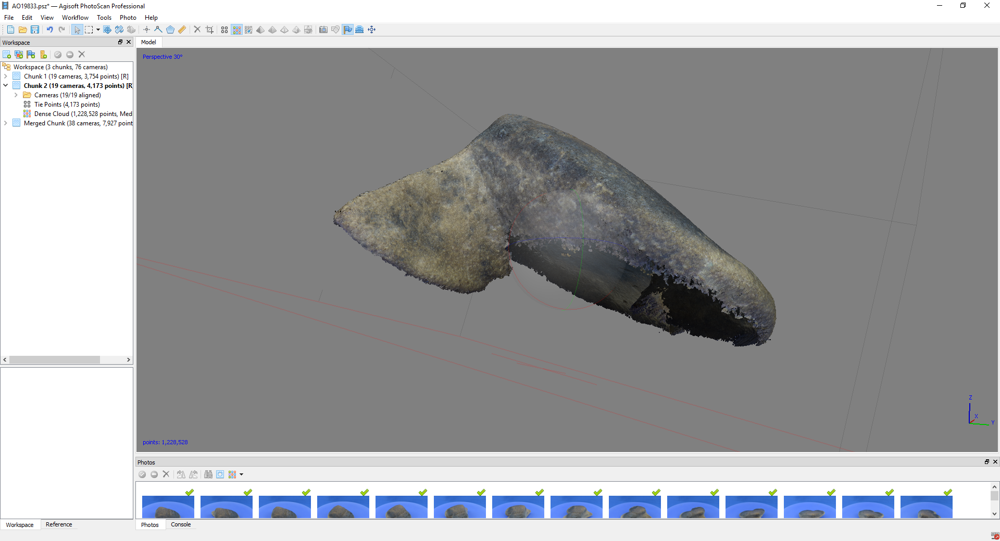 AO19833.psz* — Agisoft PhotoScan Professional
File Edit View Workflow Tools Photo Help
Workspace
Model
Perspective 30°
Workspace (3 chunks, 76 cameras)
Chunk 1 (19 cameras, 3,754 points) [R]
Chunk 2 (19 cameras, 4,173 points) [R
Cameras (19/19 aligned)
Tie Points (4,173 points)
Dense Cloud (1,228,528 points, Med
Merged Chunk (38 cameras, 7,927 point
Z
X
Y
points: 1,228,528
Photos
Workspace Reference
Photos Console